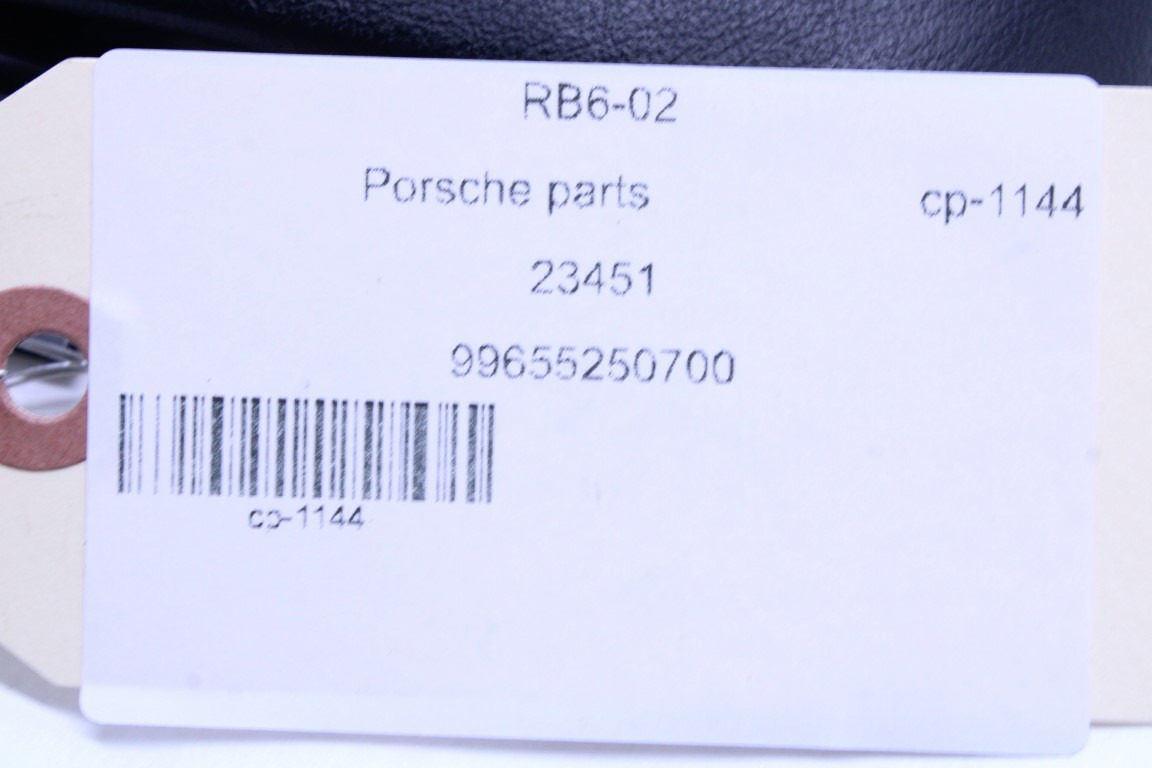 RB6-02
Porsche parts cp-1144
23451
99655250700
cp-1144